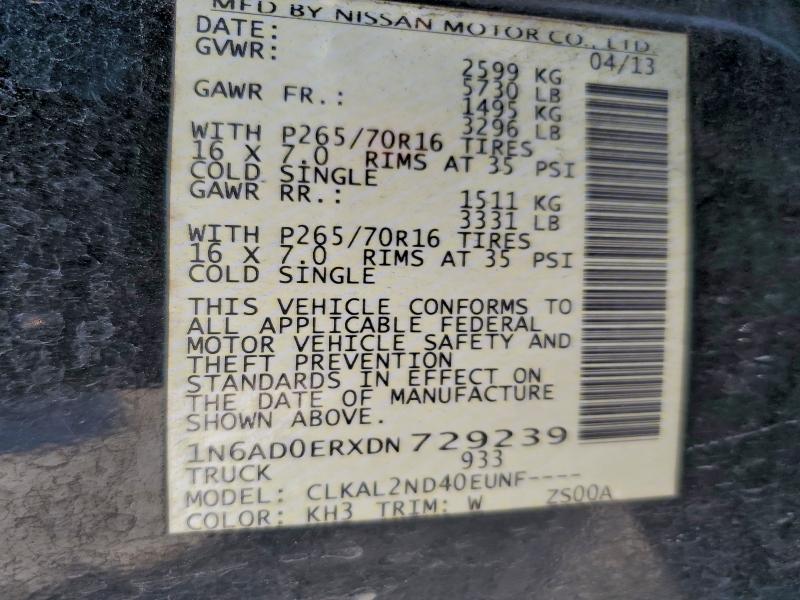 MFD BY NISSAN MOTOR CO., LTD.
DATE: 04/13
GVWR: 2599 KG
5730 LB
GAWR FR.: 1495 KG
3296 LB
WITH P265/70R16 TIRES
16 X 7.0 RIMS AT 35 PSI
COLD SINGLE
GAWR RR.: 1511 KG
3331 LB
WITH P265/70R16 TIRES
16 X 7.0 RIMS AT 35 PSI
COLD SINGLE
THIS VEHICLE CONFORMS TO
ALL APPLICABLE FEDERAL
MOTOR VEHICLE SAFETY AND
THEFT PREVENTION
STANDARDS IN EFFECT ON
THE DATE OF MANUFACTURE
SHOWN ABOVE.
1N6AD0ERXDN 729239
TRUCK 933
MODEL: CLKAL2ND40EUNF----
COLOR: KH3 TRIM: W ZS00A